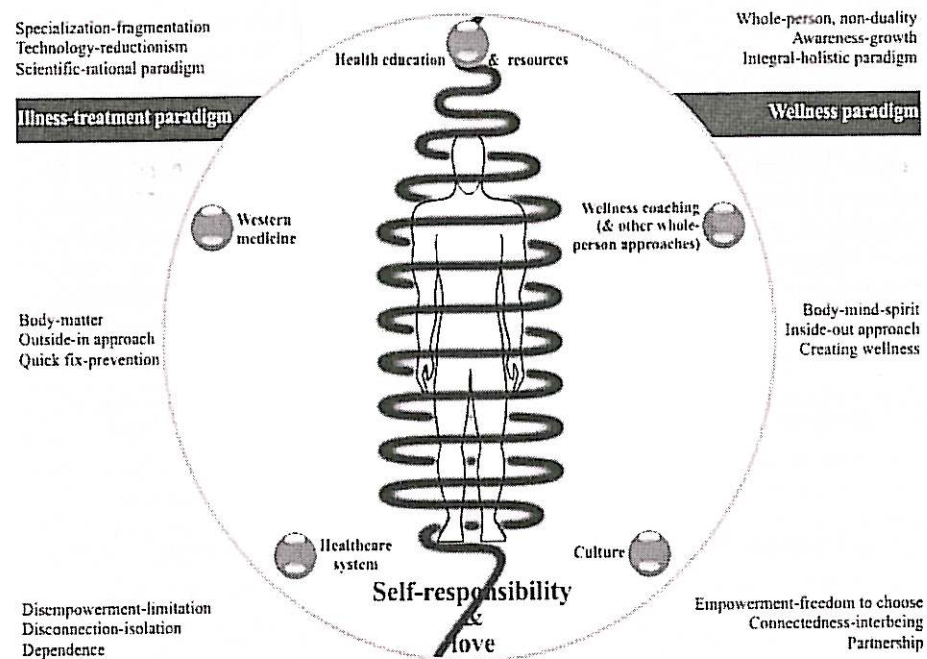 Specialization-fragmentation
Technology-reductionism
Scientific-rational paradigm
Whole-person, non-duality
Awareness-growth
Integral-holistic paradigm
Health education & resources
Illness-treatment paradigm
Wellness paradigm
Western
medicine
Wellness coaching
(& other whole-
person approaches)
Body-matter
Outside-in approach
Quick fix-prevention
Body-mind-spirit
Inside-out approach
Creating wellness
Healthcare
system
Culture
Self-responsibility
&
love
Disempowerment-limitation
Disconnection-isolation
Dependence
Empowerment-freedom to choose
Connectedness-interbeing
Partnership